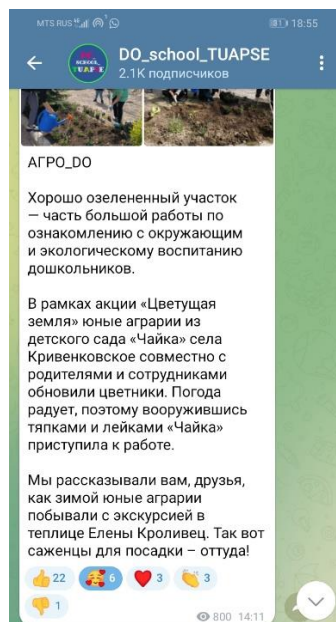 MTS RUS 18:55
DO_school_TUAPSE
2.1K подписчиков
DO
SCHOOL
TUAPSE
АГРО_DO
Хорошо озелененный участок
— часть большой работы по
ознакомлению с окружающим
и экологическому воспитанию
дошкольников.
В рамках акции «Цветущая
земля» юные аграрии из
детского сада «Чайка» села
Кривенковское совместно с
родителями и сотрудниками
обновили цветники. Погода
радует, поэтому вооружившись
тяпками и лейками «Чайка»
приступила к работе.
Мы рассказывали вам, друзья,
как зимой юные аграрии
побывали с экскурсией в
теплице Елены Кроливец. Так вот
саженцы для посадки – оттуда!
22 6 3 3
1
800 14:11